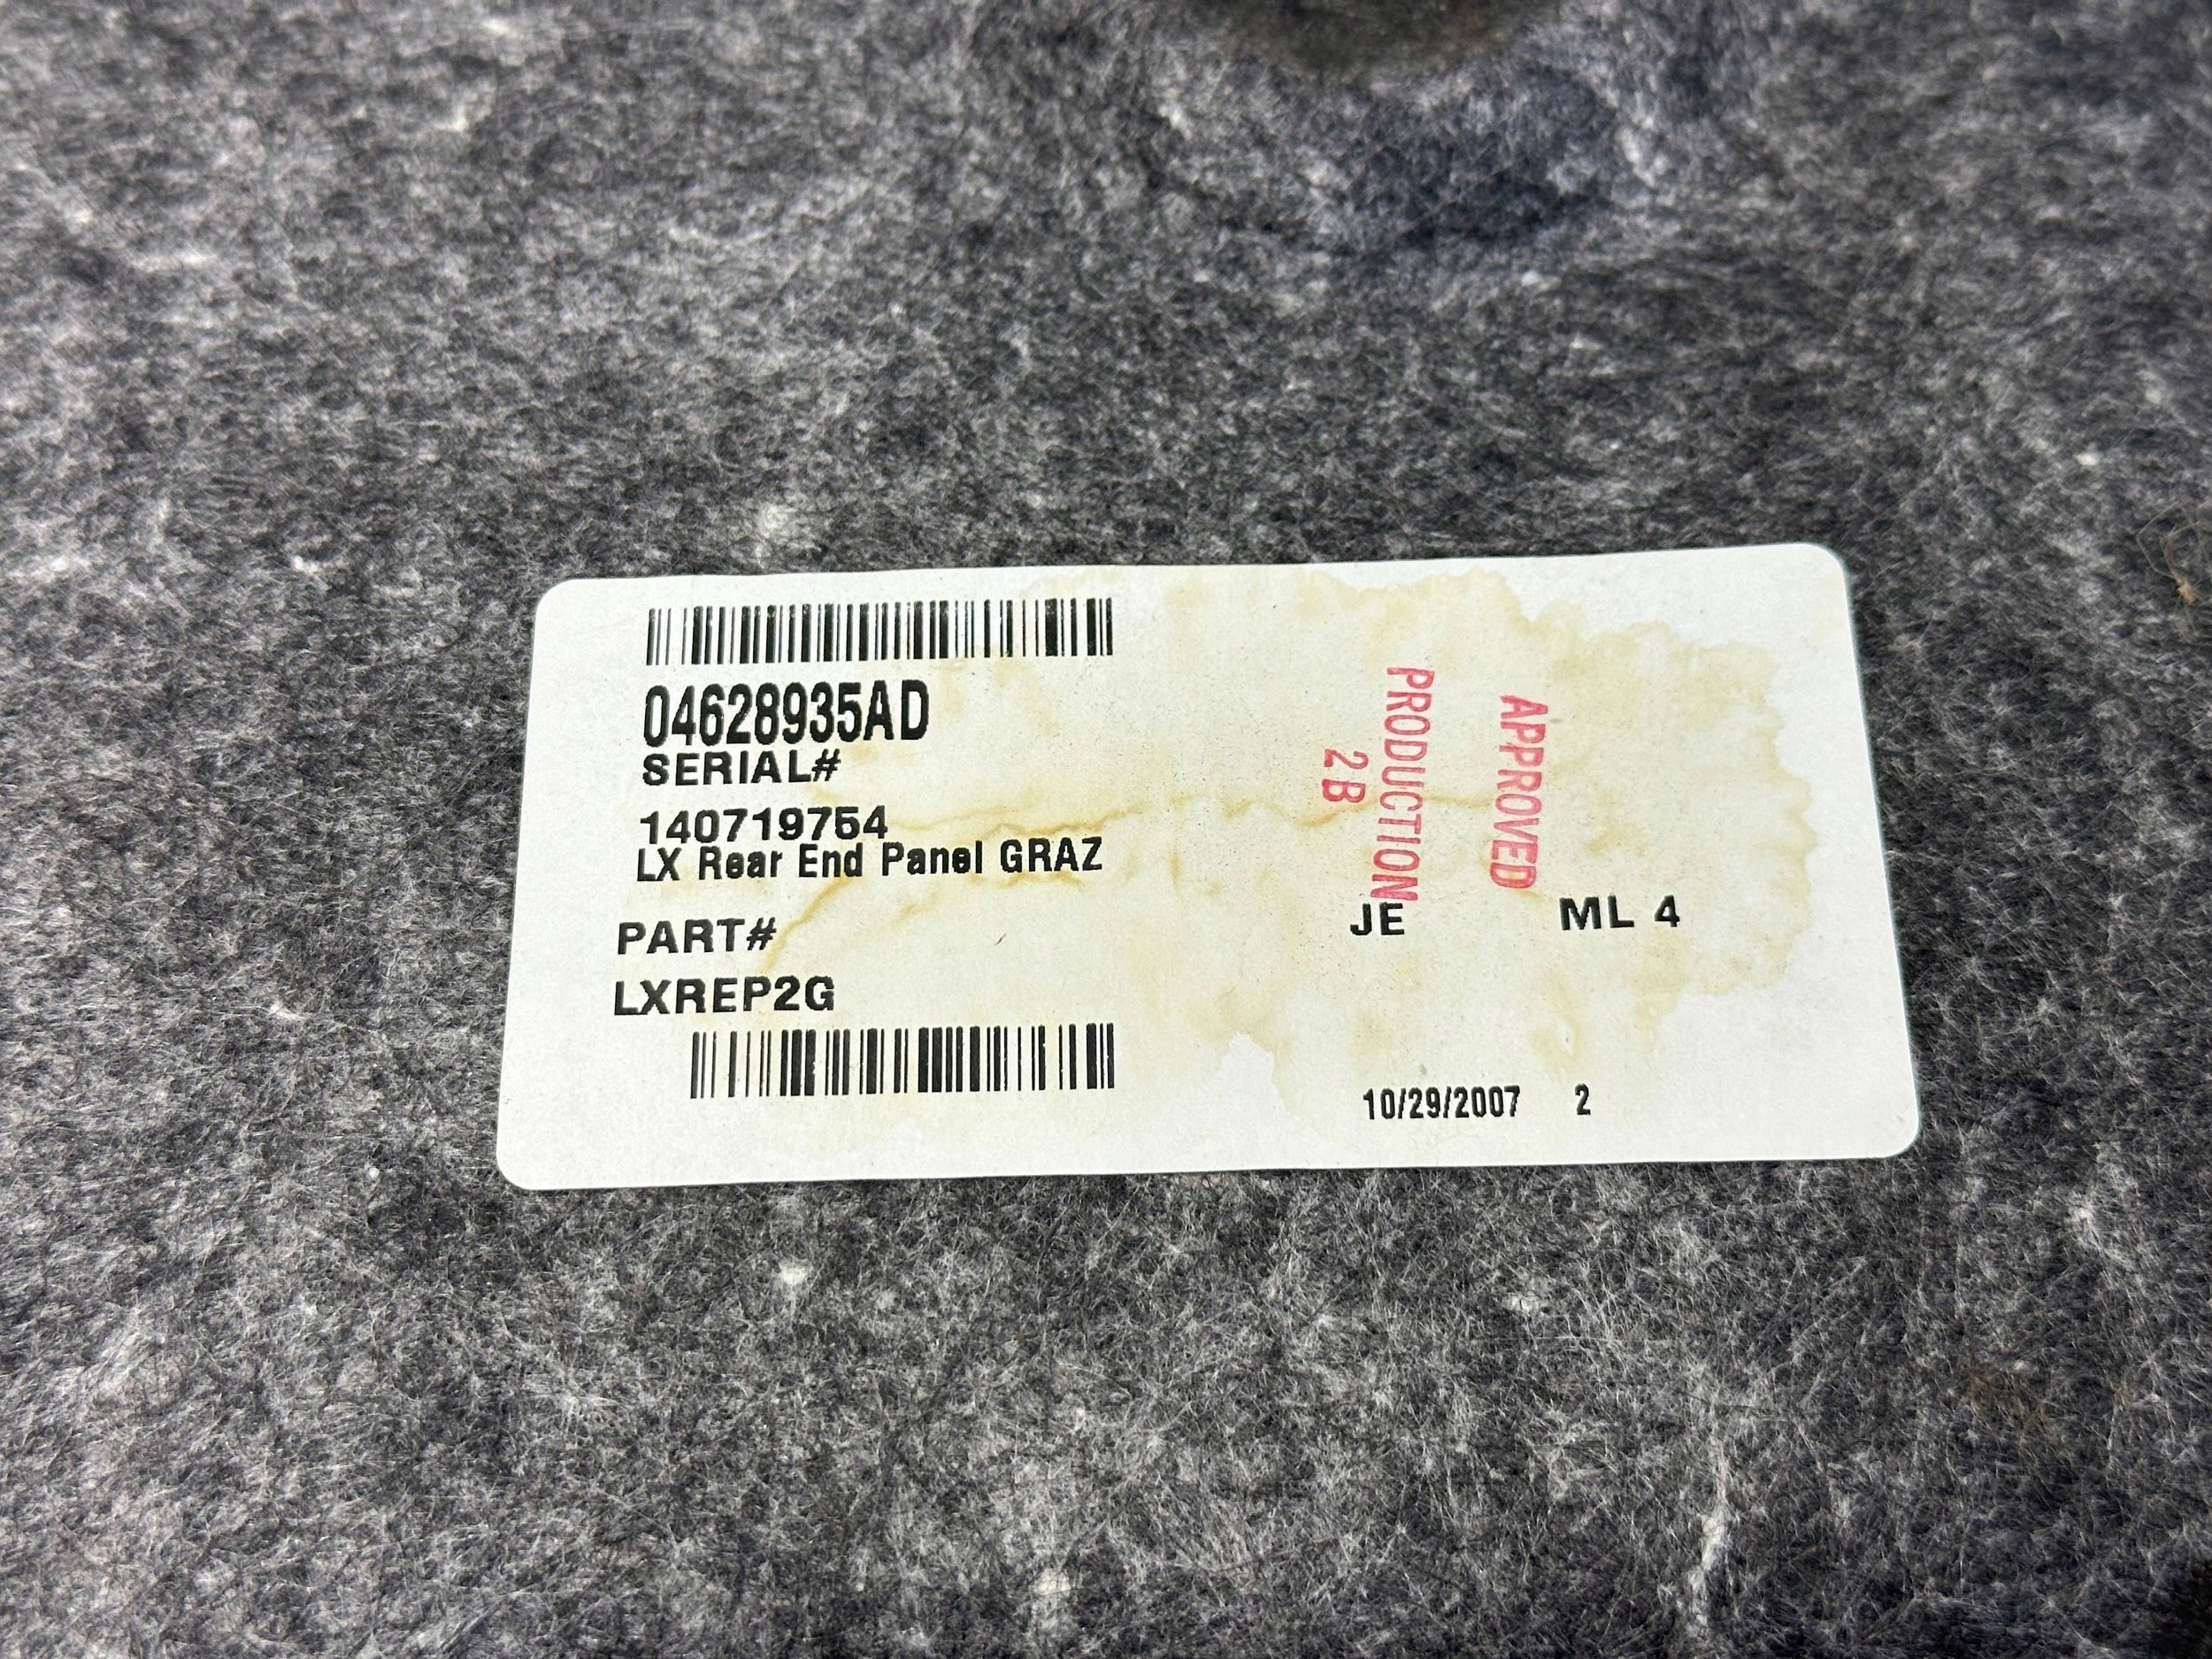 04628935AD
SERIAL#
140719754
LX Rear End Panel GRAZ
PART#
LXREP2G
APPROVED
PRODUCTION
2B
JE ML 4
10/29/2007 2